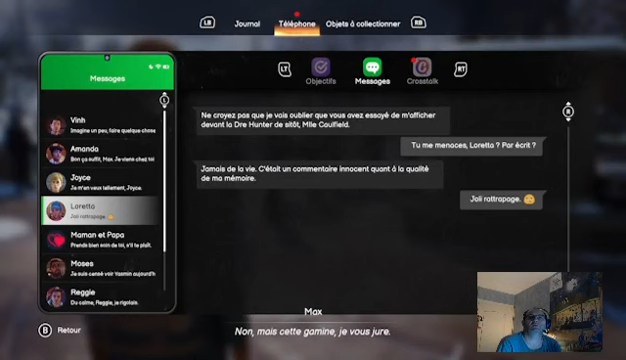 LB Journal Téléphone Objets à collectionner RB
Messages
LT Objectifs Messages Crosstalk RT
L
R
Vinh
Imagine un peu, faire quelque chose
Amanda
Bon ça suffit, Max. Je viens chez toi
Joyce
Je m'en veux tellement, Joyce.
Loretta
Joli rattrapage.
Maman et Papa
Prends bien soin de toi, s'il te plaît.
Moses
Je suis censé voir Yasmin aujourd'h
Reggie
Du calme, Reggie, je rigolais.
Ne croyez pas que je vais oublier que vous avez essayé de m'afficher
devant la Dre Hunter de sitôt, Mlle Caulfield.
Tu me menaces, Loretta ? Par écrit ?
Jamais de la vie. C'était un commentaire innocent quant à la qualité
de ma mémoire.
Joli rattrapage.
B Retour
Max
Non, mais cette gamine, je vous jure.